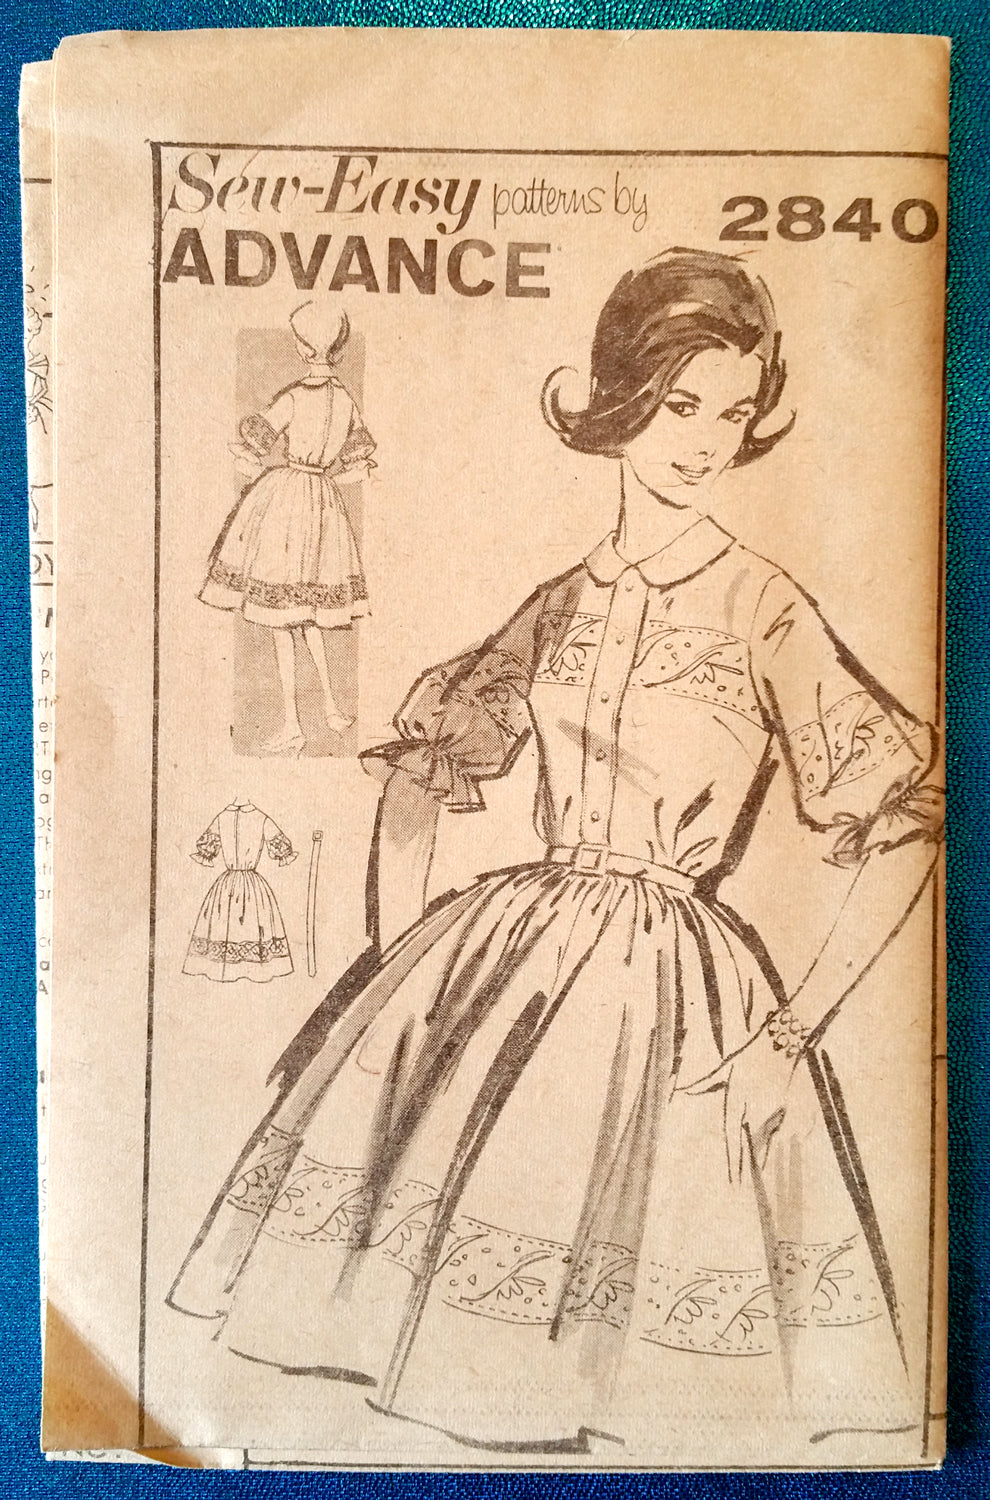 Sew-Easy patterns by
ADVANCE
2840